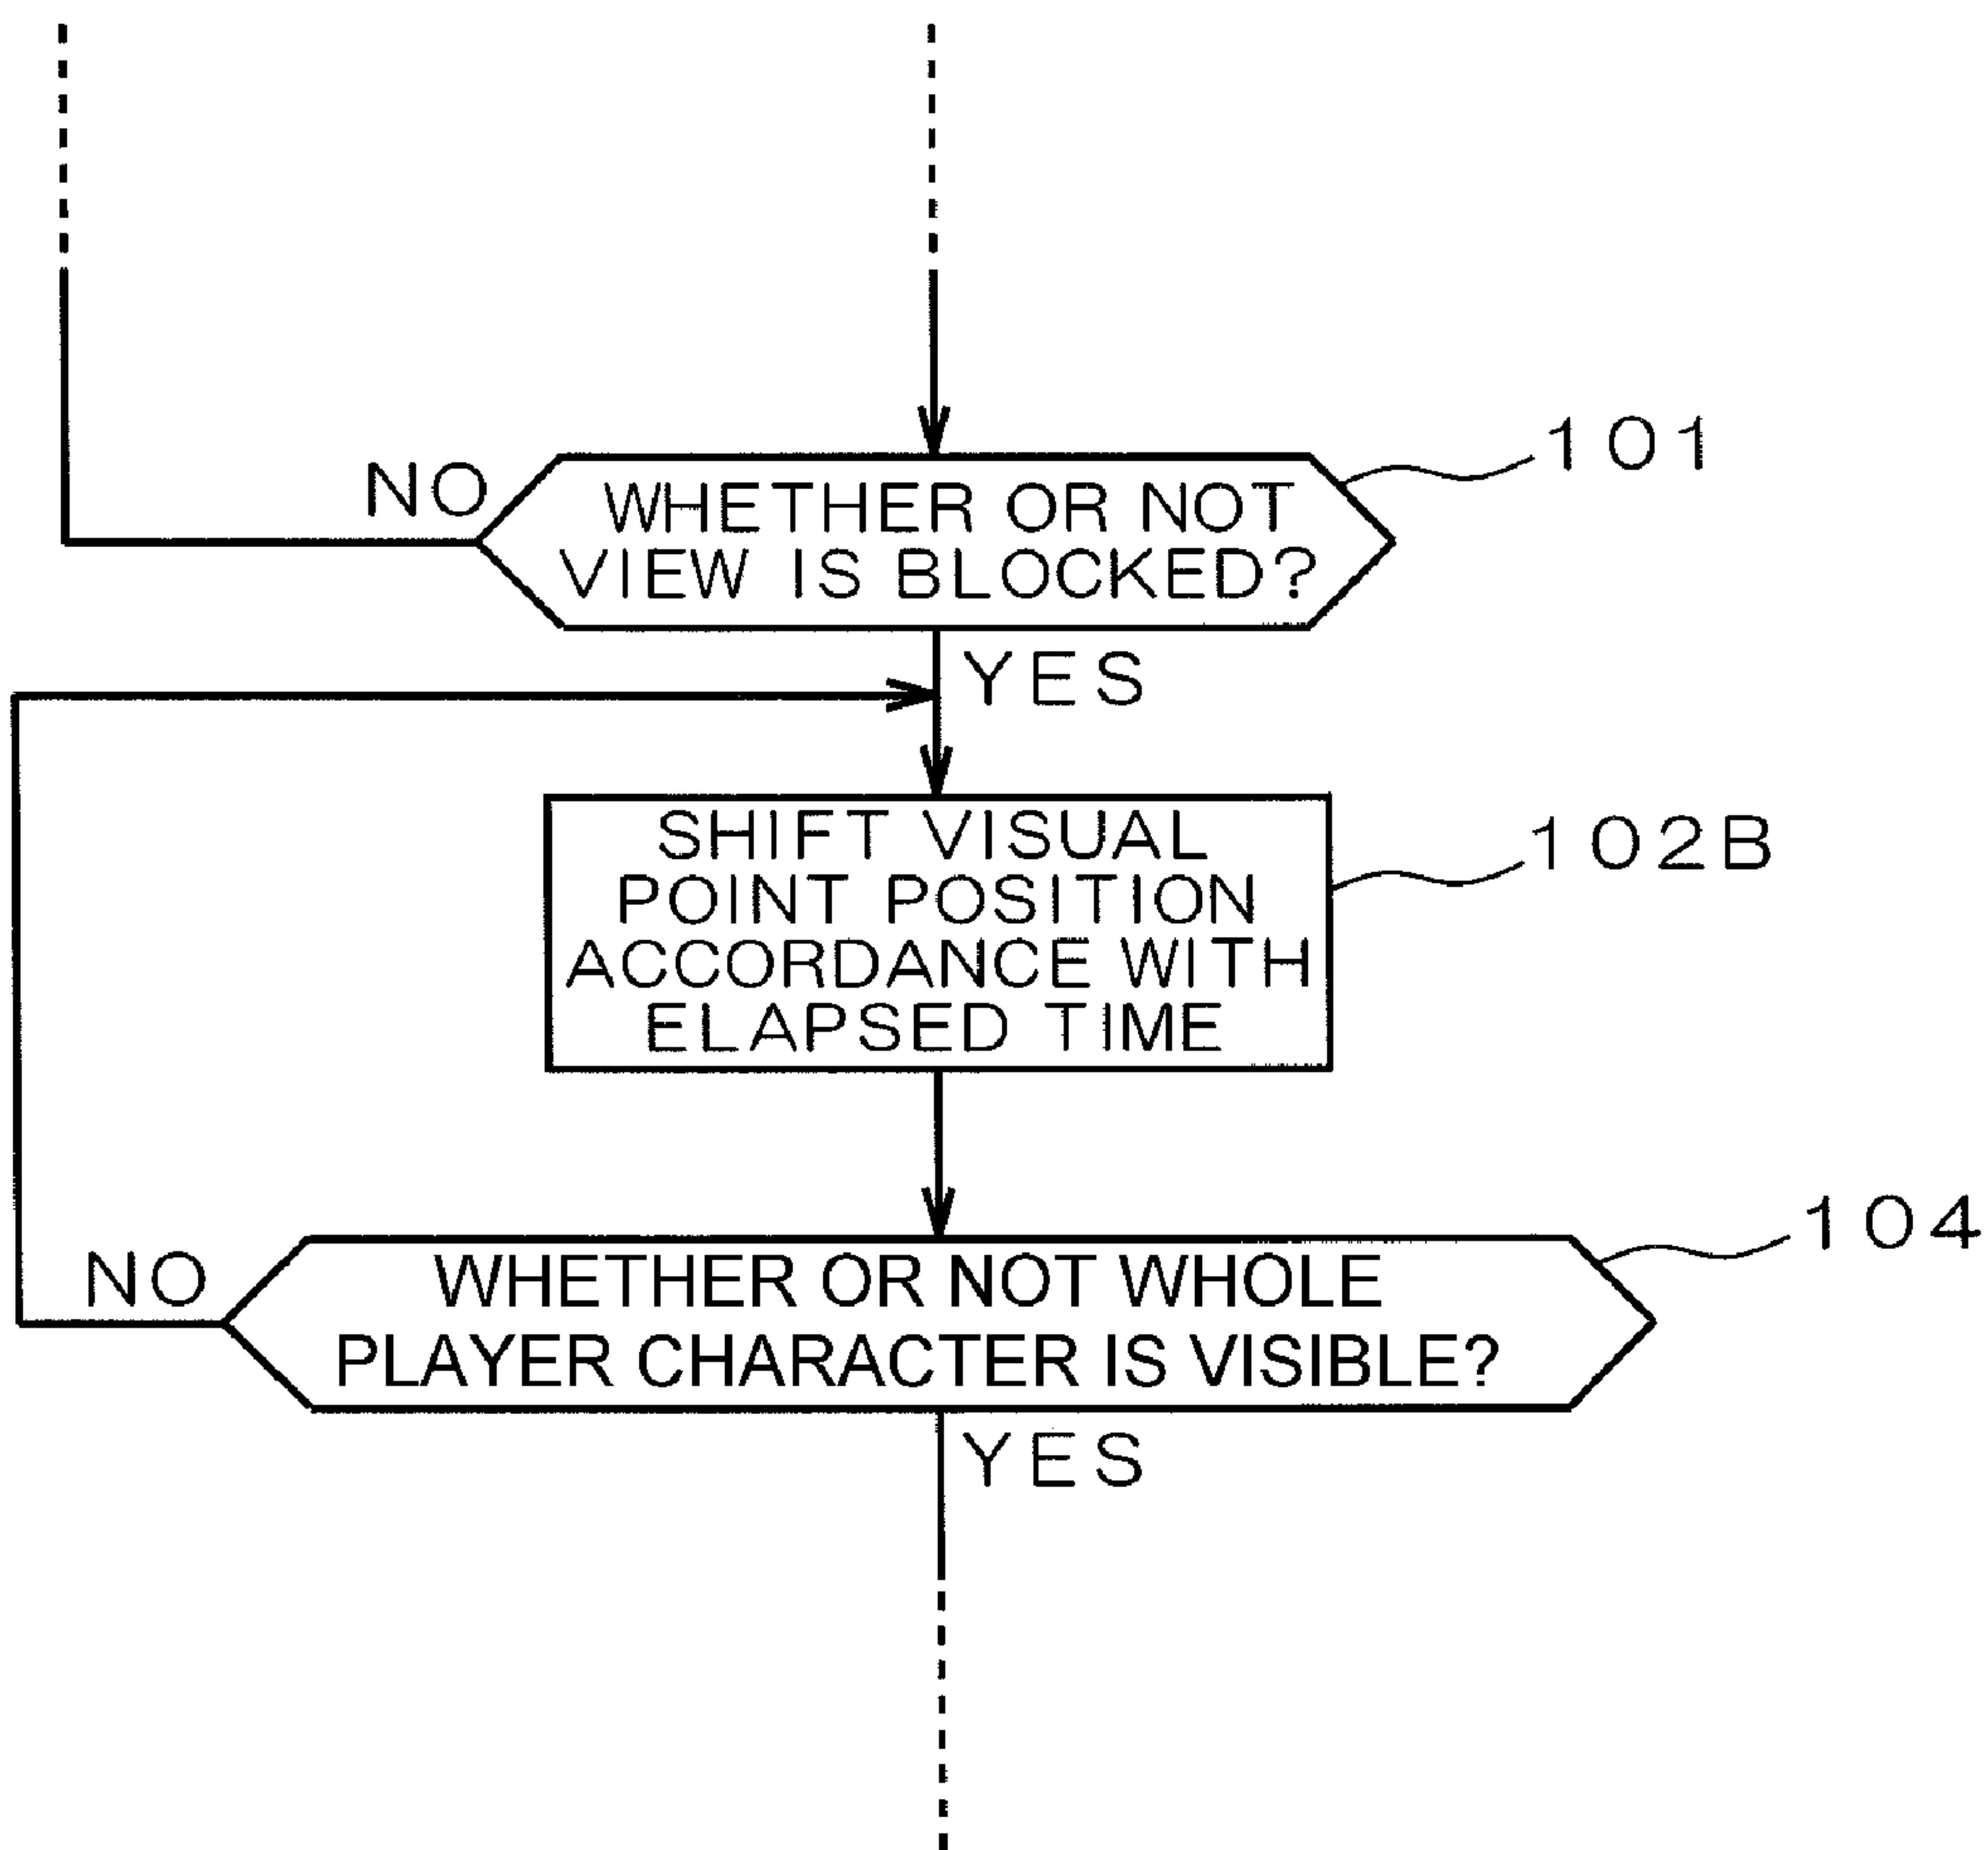 101
NO
WHETHER OR NOT
VIEW IS BLOCKED?
YES
SHIFT VISUAL
POINT POSITION
ACCORDANCE WITH
ELAPSED TIME
102B
104
NO
WHETHER OR NOT WHOLE
PLAYER CHARACTER IS VISIBLE?
YES